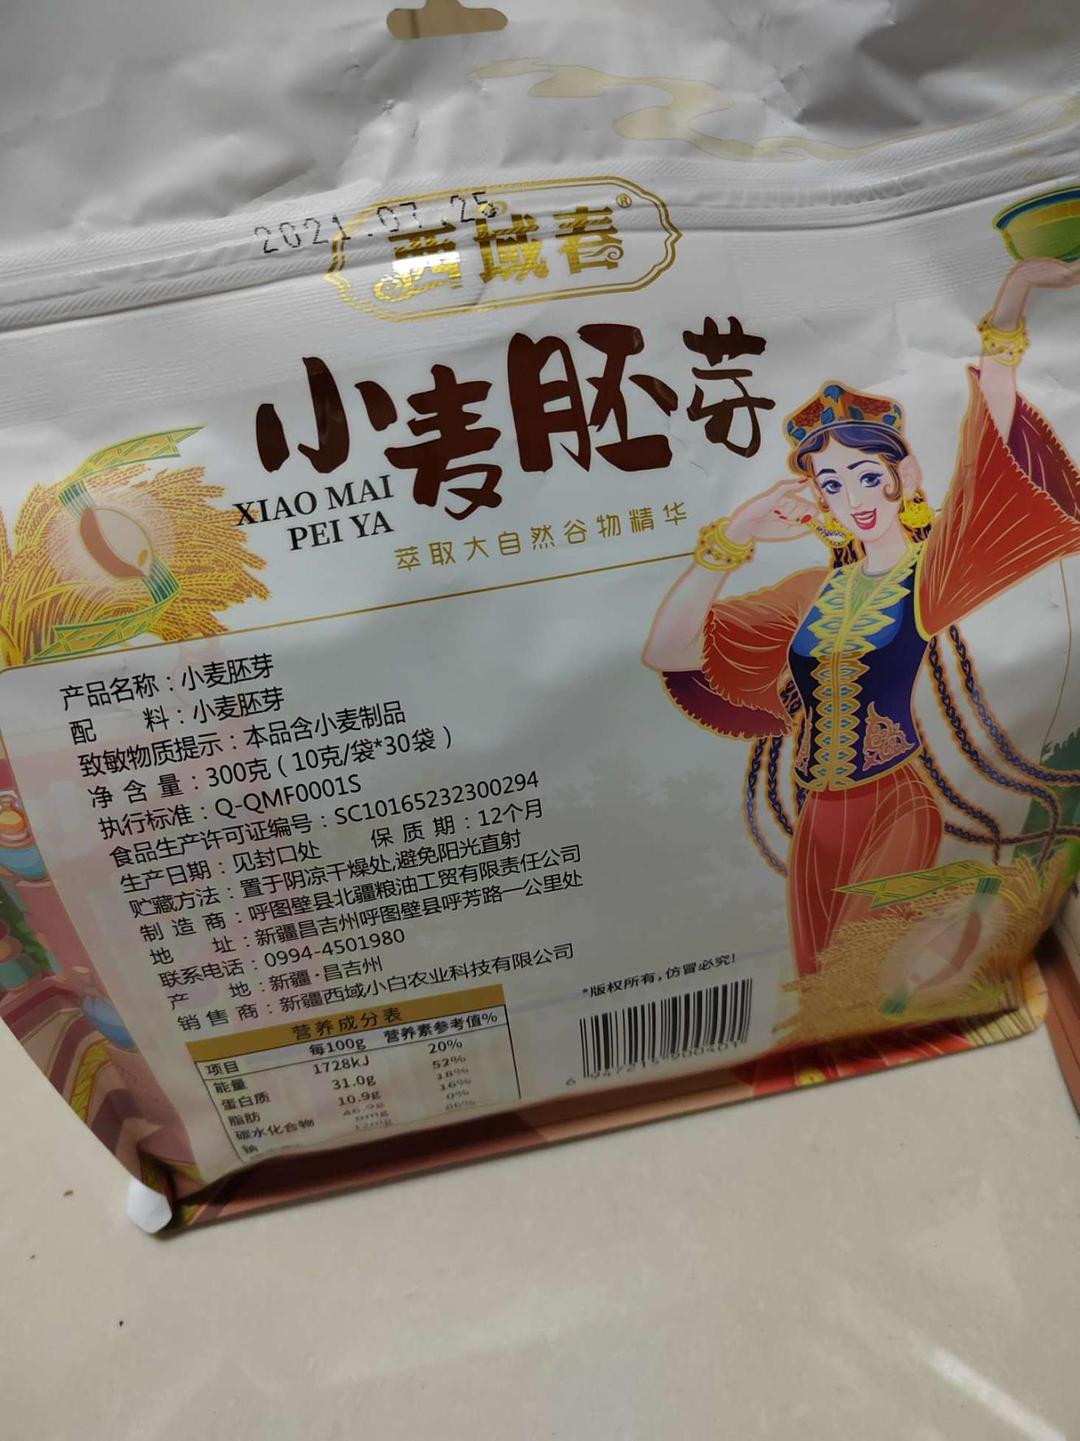 2021.07.25
西域春®
小麦胚芽
XIAO MAI
PEI YA
萃取大自然谷物精华
产品名称：小麦胚芽
配 料：小麦胚芽
致敏物质提示：本品含小麦制品
净含量：300克（10克/袋*30袋）
执行标准：Q-QMF0001S
食品生产许可证编号：SC10165232300294
生产日期：见封口处 保质期：12个月
贮藏方法：置于阴凉干燥处,避免阳光直射
制造商：呼图壁县北疆粮油工贸有限责任公司
地 址：新疆昌吉州呼图壁县呼芳路一公里处
联系电话：0994-4501980
产 地：新疆·昌吉州
销售商：新疆西域小白农业科技有限公司
营养成分表
项目 每100g 营养素参考值%
能量 1728kJ 20%
蛋白质 31.0g 52%
脂肪 10.9g 18%
碳水化合物 46.9g 16%
钠 0mg 0%
*版权所有,仿冒必究!
6 947215 900401